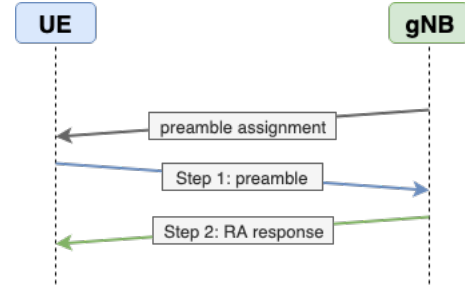 UE
gNB
preamble assignment
Step 1: preamble
Step 2: RA response